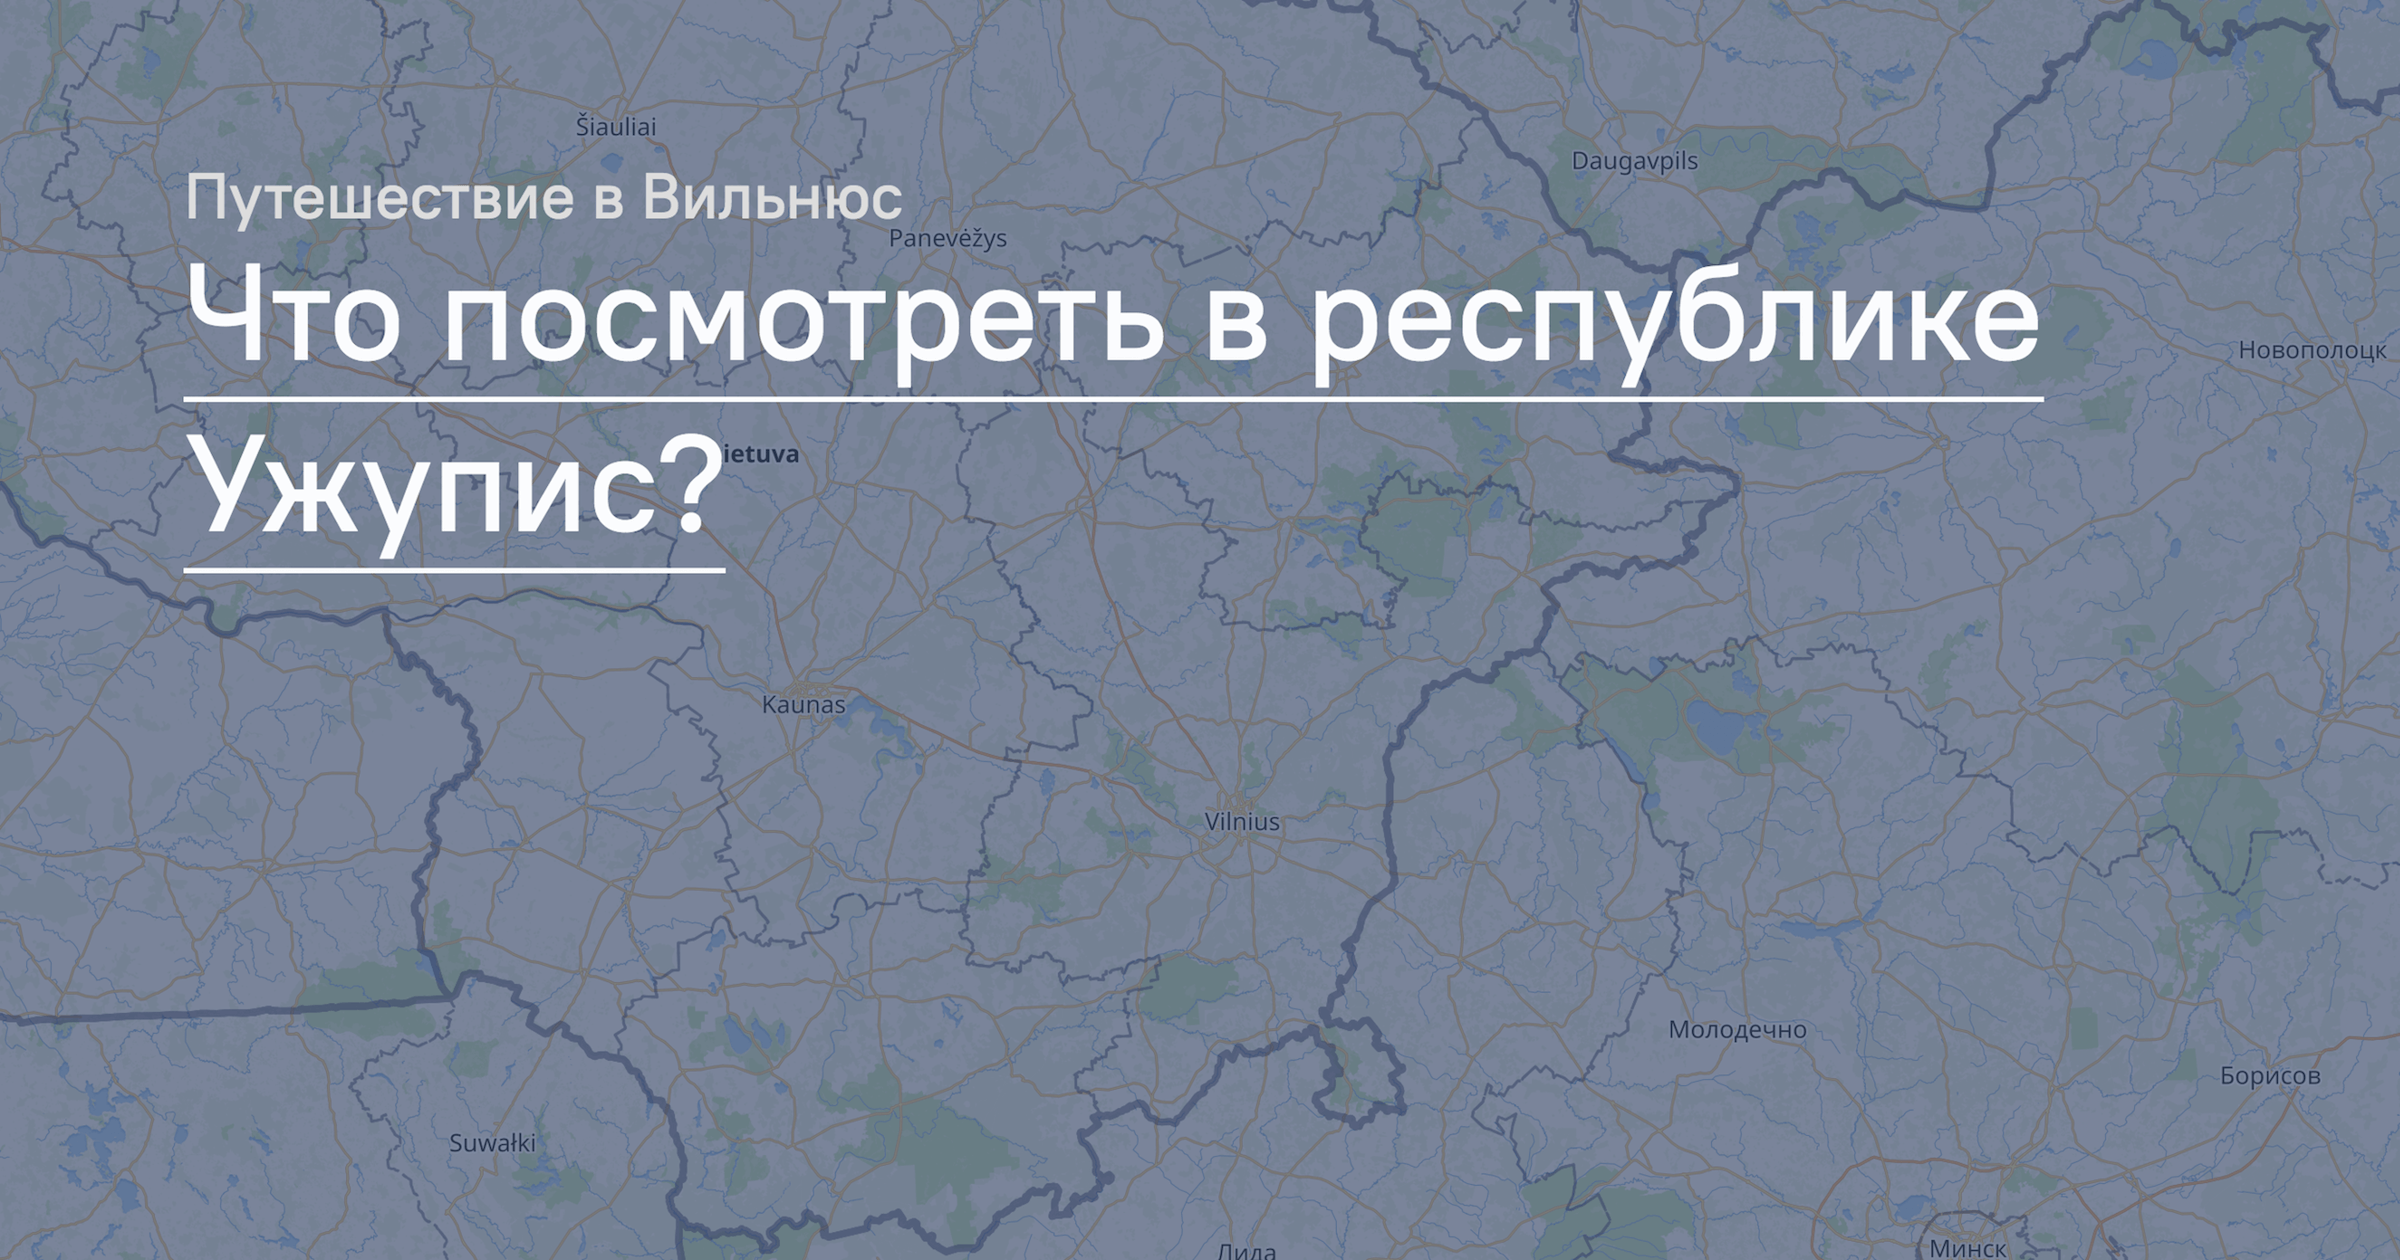 Šiauliai
Daugavpils
Путешествие в Вильнюс
Panevėžys
Что посмотреть в республике
Новополоцк
Ужупис?
ietuva
Kaunas
Vilnius
Молодечно
Борисов
Suwałki
Лида
Минск